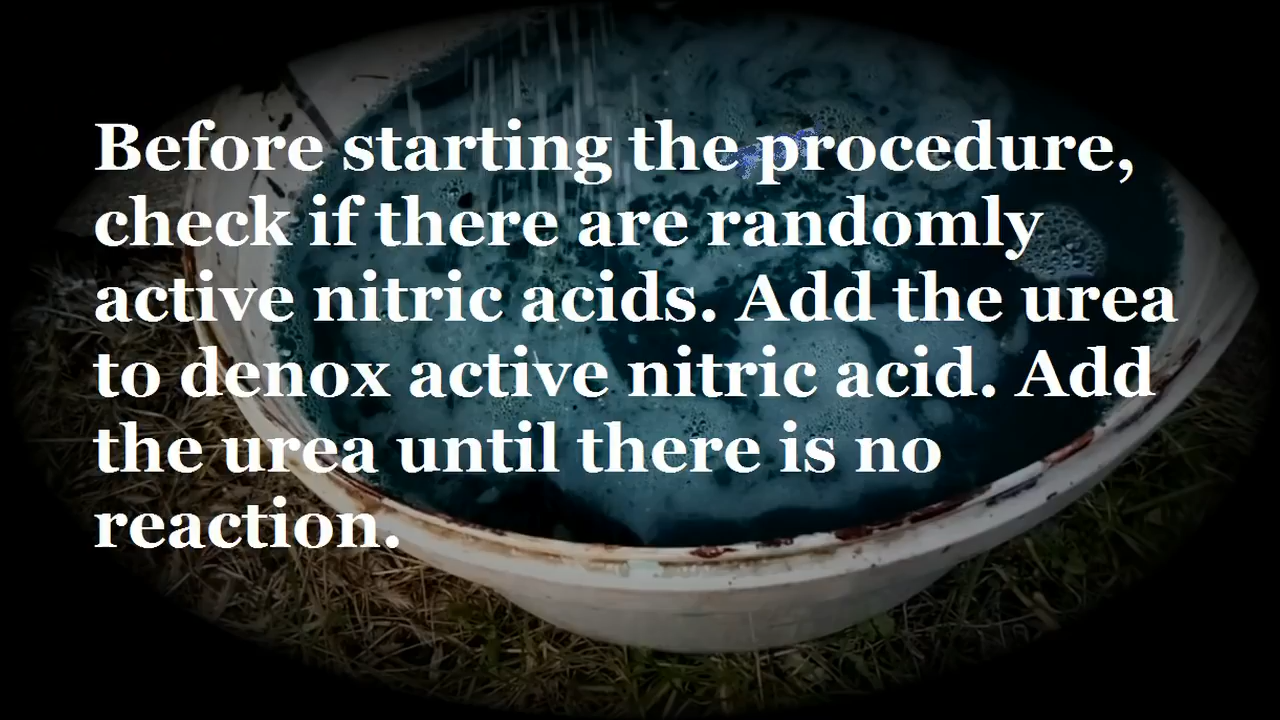 Before starting the procedure,
check if there are randomly
active nitric acids. Add the urea
to denox active nitric acid. Add
the urea until there is no
reaction.